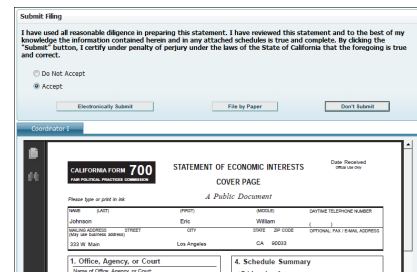 Submit Filing
I have used all reasonable diligence in preparing this statement. I have reviewed this statement and to the best of my
knowledge the information contained herein and in any attached schedules is true and complete. By clicking the
"Submit" button, I certify under penalty of perjury under the laws of the State of California that the foregoing is true
and correct.
Do Not Accept
Accept
Electronically Submit File by Paper Don't Submit
Coordinator I
CALIFORNIA FORM 700 STATEMENT OF ECONOMIC INTERESTS Date Received
FAIR POLITICAL PRACTICES COMMISSION Official Use Only
COVER PAGE
Please type or print in ink A Public Document
NAME (LAST) (FIRST) (MIDDLE) DAYTIME TELEPHONE NUMBER
Johnson Eric William ( )
MAILING ADDRESS STREET CITY STATE ZIP CODE OPTIONAL: FAX / E-MAIL ADDRESS
(May use business address)
333 W. Main Los Angeles CA 90033
1. Office, Agency, or Court 4. Schedule Summary
Name of Office, Agency, or Court: